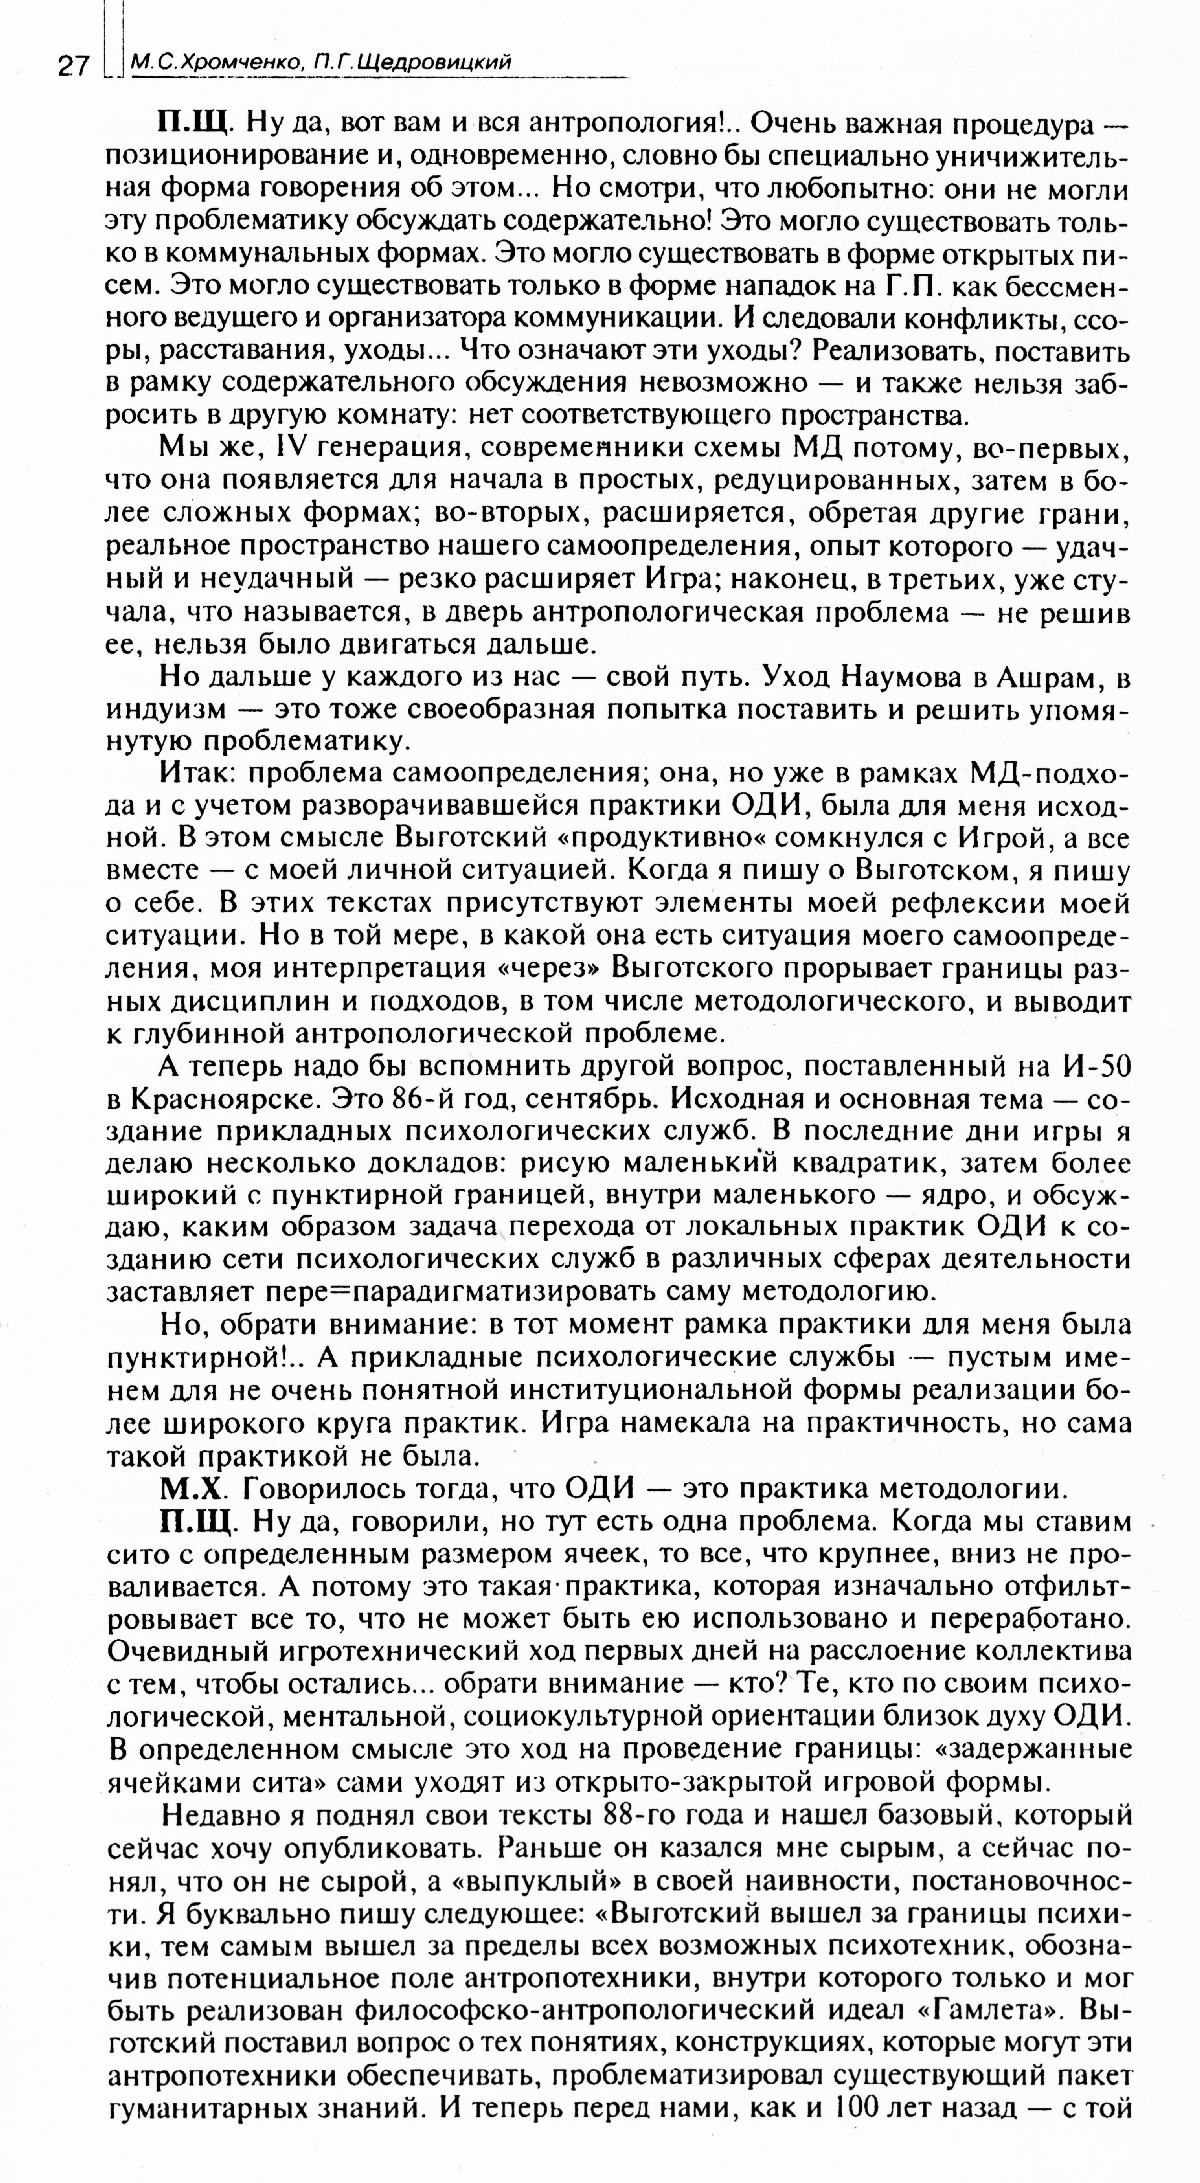 27 М.С.Хромченко, П.Г.Щедровицкий
П.Щ. Ну да, вот вам и вся антропология!.. Очень важная процедура —
позиционирование и, одновременно, словно бы специально уничижитель-
ная форма говорения об этом... Но смотри, что любопытно: они не могли
эту проблематику обсуждать содержательно! Это могло существовать толь-
ко в коммунальных формах. Это могло существовать в форме открытых пи-
сем. Это могло существовать только в форме нападок на Г.П. как бессмен-
ного ведущего и организатора коммуникации. И следовали конфликты, ссо-
ры, расставания, уходы... Что означают эти уходы? Реализовать, поставить
в рамку содержательного обсуждения невозможно — и также нельзя заб-
росить в другую комнату: нет соответствующего пространства.
Мы же, IV генерация, современники схемы МД потому, во-первых,
что она появляется для начала в простых, редуцированных, затем в бо-
лее сложных формах; во-вторых, расширяется, обретая другие грани,
реальное пространство нашего самоопределения, опыт которого — удач-
ный и неудачный — резко расширяет Игра; наконец, в третьих, уже сту-
чала, что называется, в дверь антропологическая проблема — не решив
ее, нельзя было двигаться дальше.
Но дальше у каждого из нас — свой путь. Уход Наумова в Ашрам, в
индуизм — это тоже своеобразная попытка поставить и решить упомя-
нутую проблематику.
Итак: проблема самоопределения; она, но уже в рамках МД-подхо-
да и с учетом разворачивавшейся практики ОДИ, была для меня исход-
ной. В этом смысле Выготский «продуктивно« сомкнулся с Игрой, а все
вместе — с моей личной ситуацией. Когда я пишу о Выготском, я пишу
о себе. В этих текстах присутствуют элементы моей рефлексии моей
ситуации. Но в той мере, в какой она есть ситуация моего самоопреде-
ления, моя интерпретация «через» Выготского прорывает границы раз-
ных дисциплин и подходов, в том числе методологического, и выводит
к глубинной антропологической проблеме.
А теперь надо бы вспомнить другой вопрос, поставленный на И-50
в Красноярске. Это 86-й год, сентябрь. Исходная и основная тема — со-
здание прикладных психологических служб. В последние дни игры я
делаю несколько докладов: рисую маленький квадратик, затем более
широкий с пунктирной границей, внутри маленького — ядро, и обсуж-
даю, каким образом задача перехода от локальных практик ОДИ к со-
зданию сети психологических служб в различных сферах деятельности
заставляет пере=парадигматизировать саму методологию.
Но, обрати внимание: в тот момент рамка практики для меня была
пунктирной!.. А прикладные психологические службы — пустым име-
нем для не очень понятной институциональной формы реализации бо-
лее широкого круга практик. Игра намекала на практичность, но сама
такой практикой не была.
М.Х. Говорилось тогда, что ОДИ — это практика методологии.
П.Щ. Ну да, говорили, но тут есть одна проблема. Когда мы ставим
сито с определенным размером ячеек, то все, что крупнее, вниз не про-
валивается. А потому это такая практика, которая изначально отфильт-
ровывает все то, что не может быть ею использовано и переработано.
Очевидный игротехнический ход первых дней на расслоение коллектива
с тем, чтобы остались... обрати внимание — кто? Те, кто по своим психо-
логической, ментальной, социокультурной ориентации близок духу ОДИ.
В определенном смысле это ход на проведение границы: «задержанные
ячейками сита» сами уходят из открыто-закрытой игровой формы.
Недавно я поднял свои тексты 88-го года и нашел базовый, который
сейчас хочу опубликовать. Раньше он казался мне сырым, а сейчас по-
нял, что он не сырой, а «выпуклый» в своей наивности, постановочнос-
ти. Я буквально пишу следующее: «Выготский вышел за границы психи-
ки, тем самым вышел за пределы всех возможных психотехник, обозна-
чив потенциальное поле антропотехники, внутри которого только и мог
быть реализован философско-антропологический идеал «Гамлета». Вы-
готский поставил вопрос о тех понятиях, конструкциях, которые могут эти
антропотехники обеспечивать, проблематизировал существующий пакет
гуманитарных знаний. И теперь перед нами, как и 100 лет назад — с той